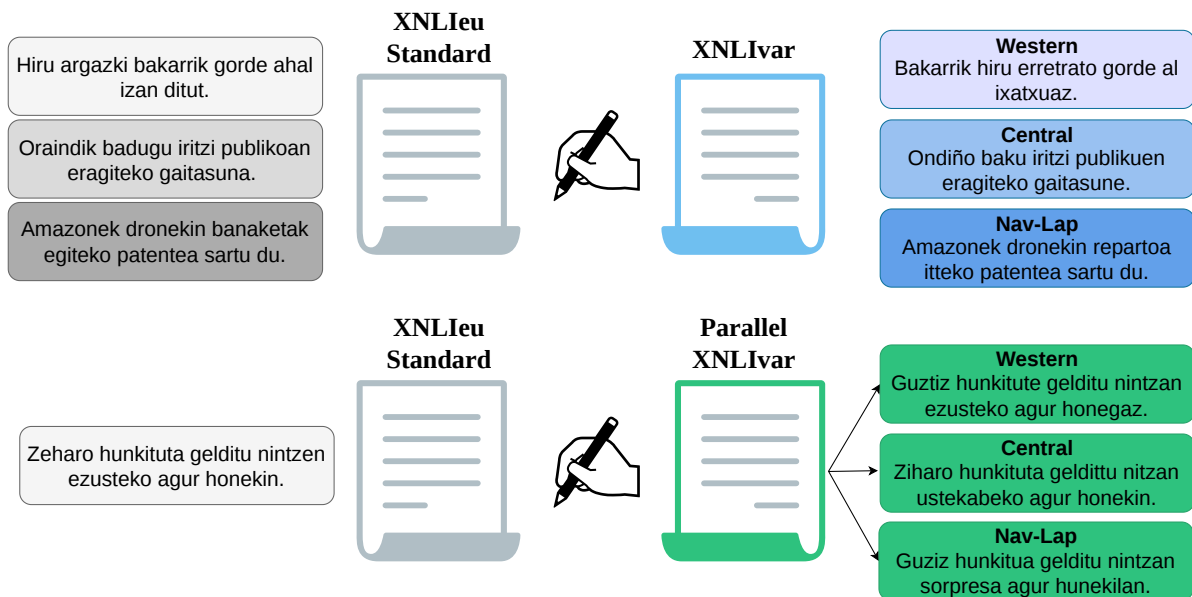 XNLIeu
Standard
XNLIvar
Hiru argazki bakarrik gorde ahal
izan ditut.
Oraindik badugu iritzi publikoan
eragiteko gaitasuna.
Amazonek dronekin banaketak
egiteko patentea sartu du.
Western
Bakarrik hiru erretrato gorde al
ixatxuaz.
Central
Ondiño baku iritzi publikuen
eragiteko gaitasune.
Nav-Lap
Amazonek dronekin repartoa
itteko patentea sartu du.
XNLIeu
Standard
Parallel
XNLIvar
Zeharo hunkituta gelditu nintzen
ezusteko agur honekin.
Western
Guztiz hunkitute gelditu nintzan
ezusteko agur honegaz.
Central
Ziharo hunkituta geldittu nitzan
ustekabeko agur honekin.
Nav-Lap
Guziz hunkitua gelditu nintzan
sorpresa agur hunekilan.